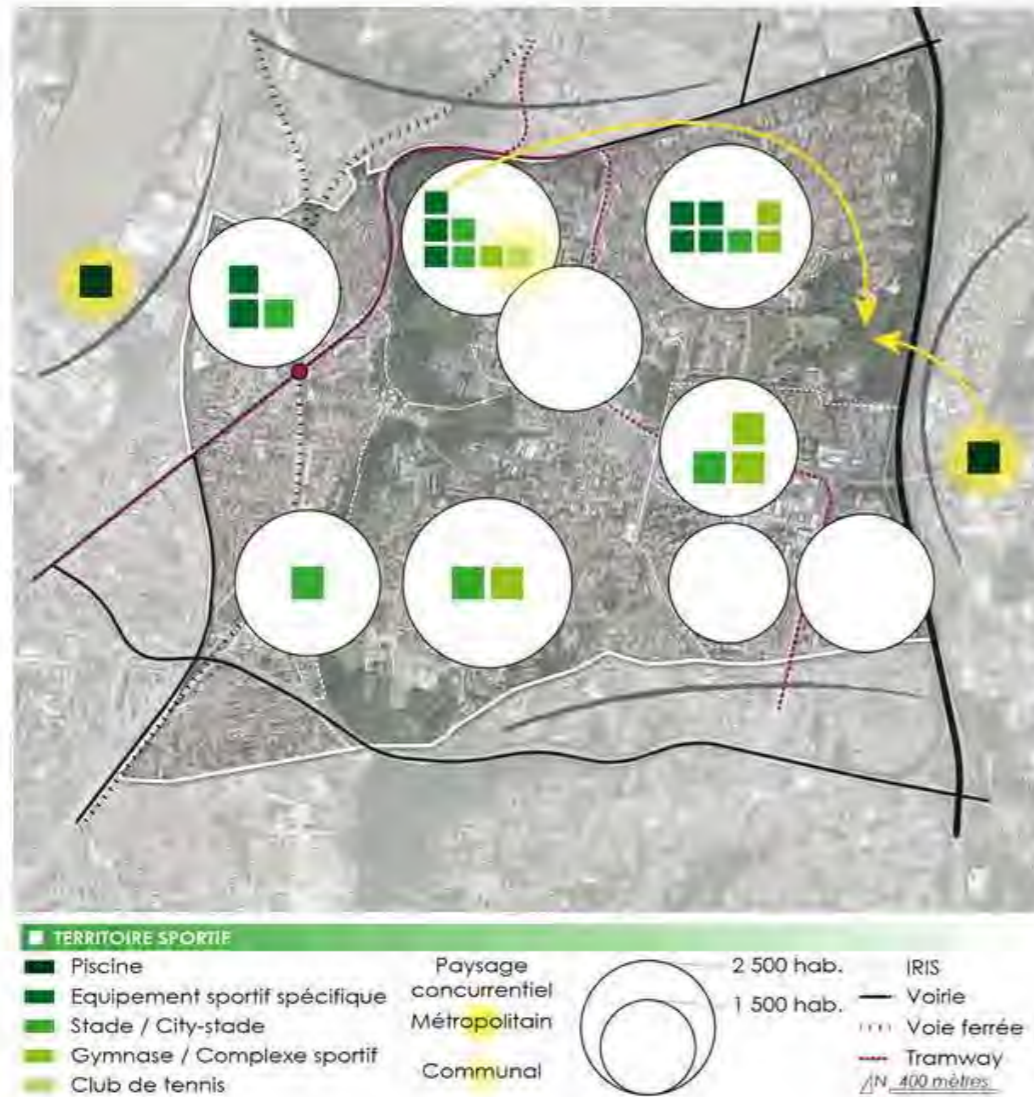 TERRITOIRE SPORTIF
Piscine
Equipement sportif spécifique
Stade / City-stade
Gymnase / Complexe sportif
Club de tennis
Paysage
concurrentiel
Métropolitain
Communal
2 500 hab.
1 500 hab.
IRIS
Voirie
Voie ferrée
Tramway
N 400 mètres